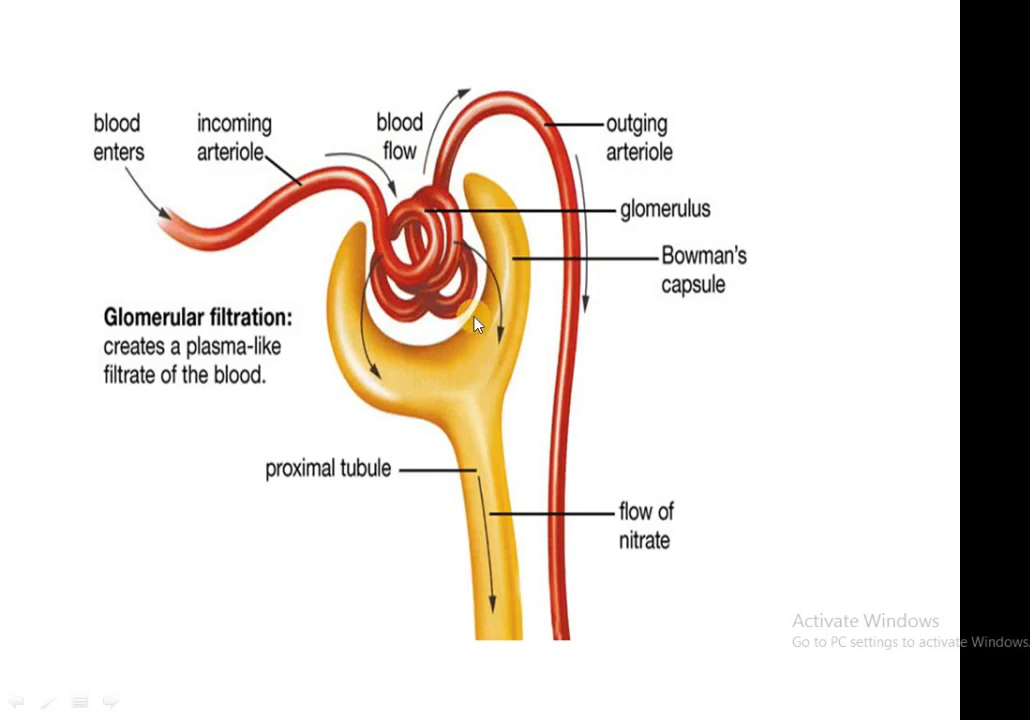 blood
enters
incoming
arteriole
blood
flow
outging
arteriole
glomerulus
Bowman's
capsule
Glomerular filtration:
creates a plasma-like
filtrate of the blood.
proximal tubule
flow of
nitrate
Activate Windows
Go to PC settings to activate Windows.